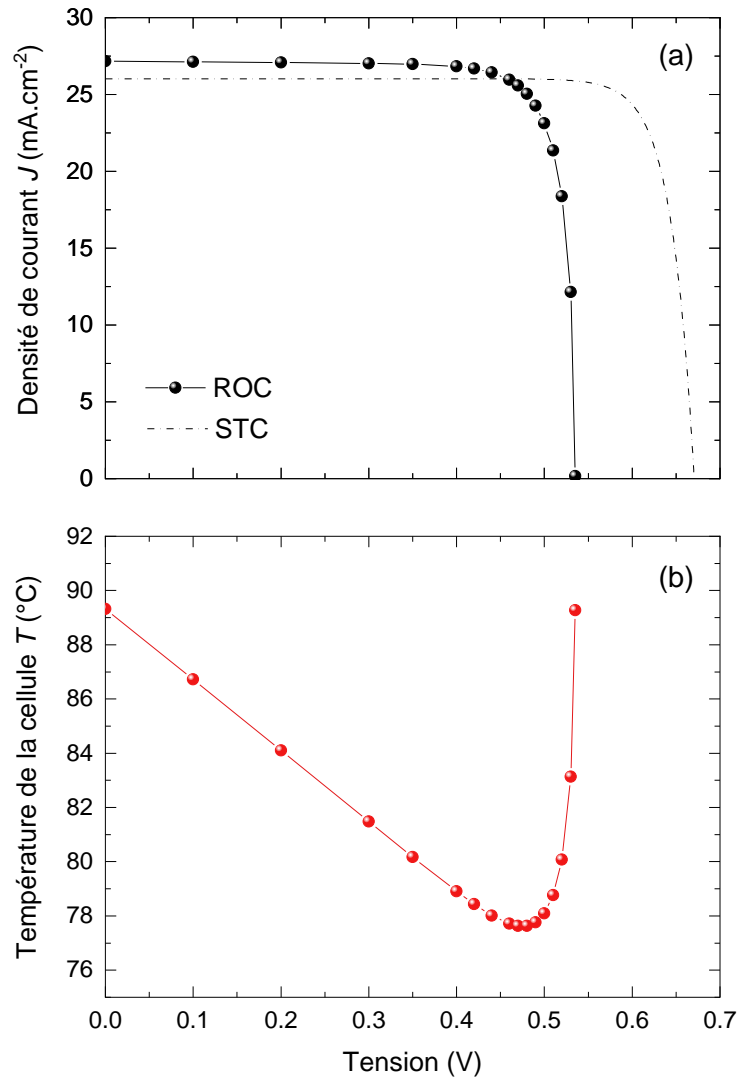 30
25
20
15
10
5
0
Densité de courant J (mA.cm-2)
(a)
ROC
STC
92
90
88
86
84
82
80
78
76
Température de la cellule T (°C)
(b)
0.0 0.1 0.2 0.3 0.4 0.5 0.6 0.7
Tension (V)